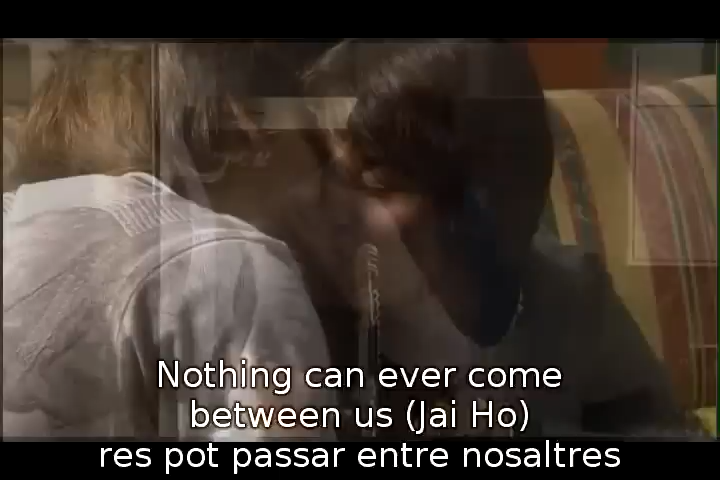 Nothing can ever come
between us (Jai Ho)
res pot passar entre nosaltres